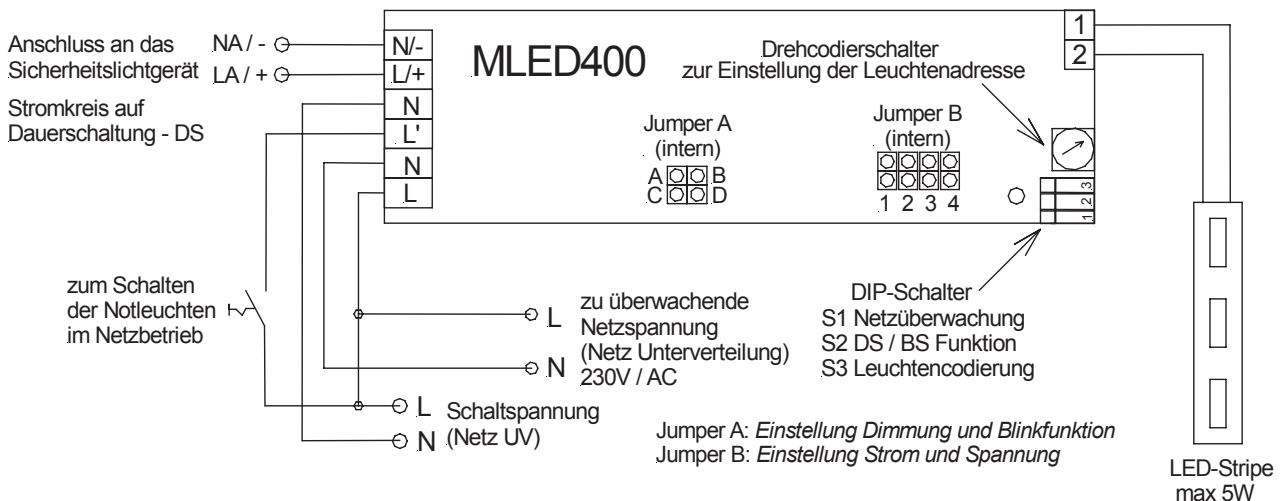 Anschluss an das
Sicherheitslichtgerät
NA / -
LA / +
Stromkreis auf
Dauerschaltung - DS
N/-
L/+
N
L'
N
L
MLED400
1
2
Drehcodierschalter
zur Einstellung der Leuchtenadresse
Jumper A
(intern)
A B
C D
Jumper B
(intern)
1 2 3 4
3
2
1
zum Schalten
der Notleuchten
im Netzbetrieb
L
N
zu überwachende
Netzspannung
(Netz Unterverteilung)
230V / AC
L
N
Schaltspannung
(Netz UV)
DIP-Schalter
S1 Netzüberwachung
S2 DS / BS Funktion
S3 Leuchtencodierung
Jumper A: Einstellung Dimmung und Blinkfunktion
Jumper B: Einstellung Strom und Spannung
LED-Stripe
max 5W